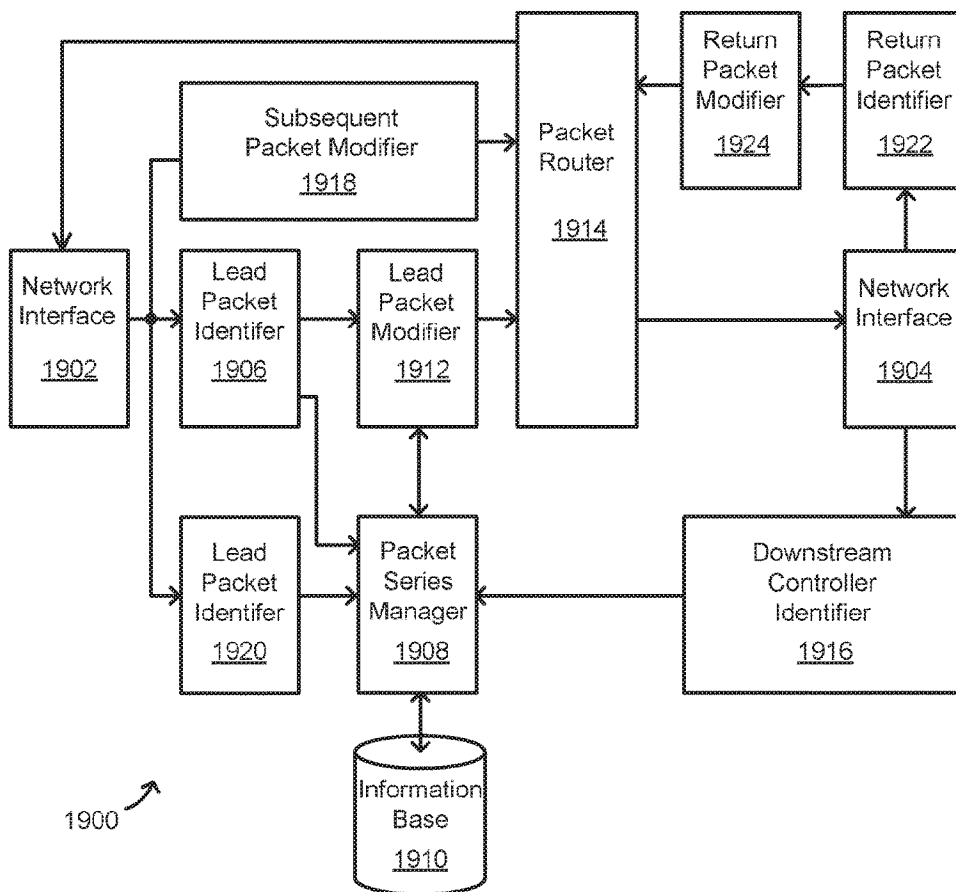 Subsequent
Packet Modifier
1918
Packet
Router
1914
Return
Packet
Modifier
1924
Return
Packet
Identifier
1922
Network
Interface
1902
Lead
Packet
Identifer
1906
Lead
Packet
Modifier
1912
Network
Interface
1904
Lead
Packet
Identifer
1920
Packet
Series
Manager
1908
Downstream
Controller
Identifier
1916
Information
Base
1910
1900